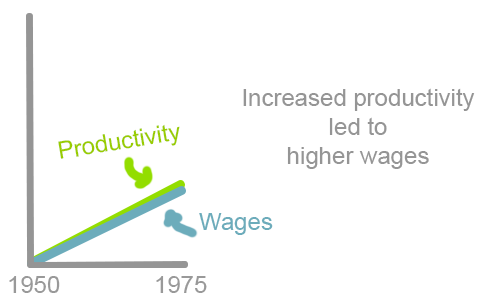 Increased productivity
led to
higher wages
Productivity
Wages
1950
1975